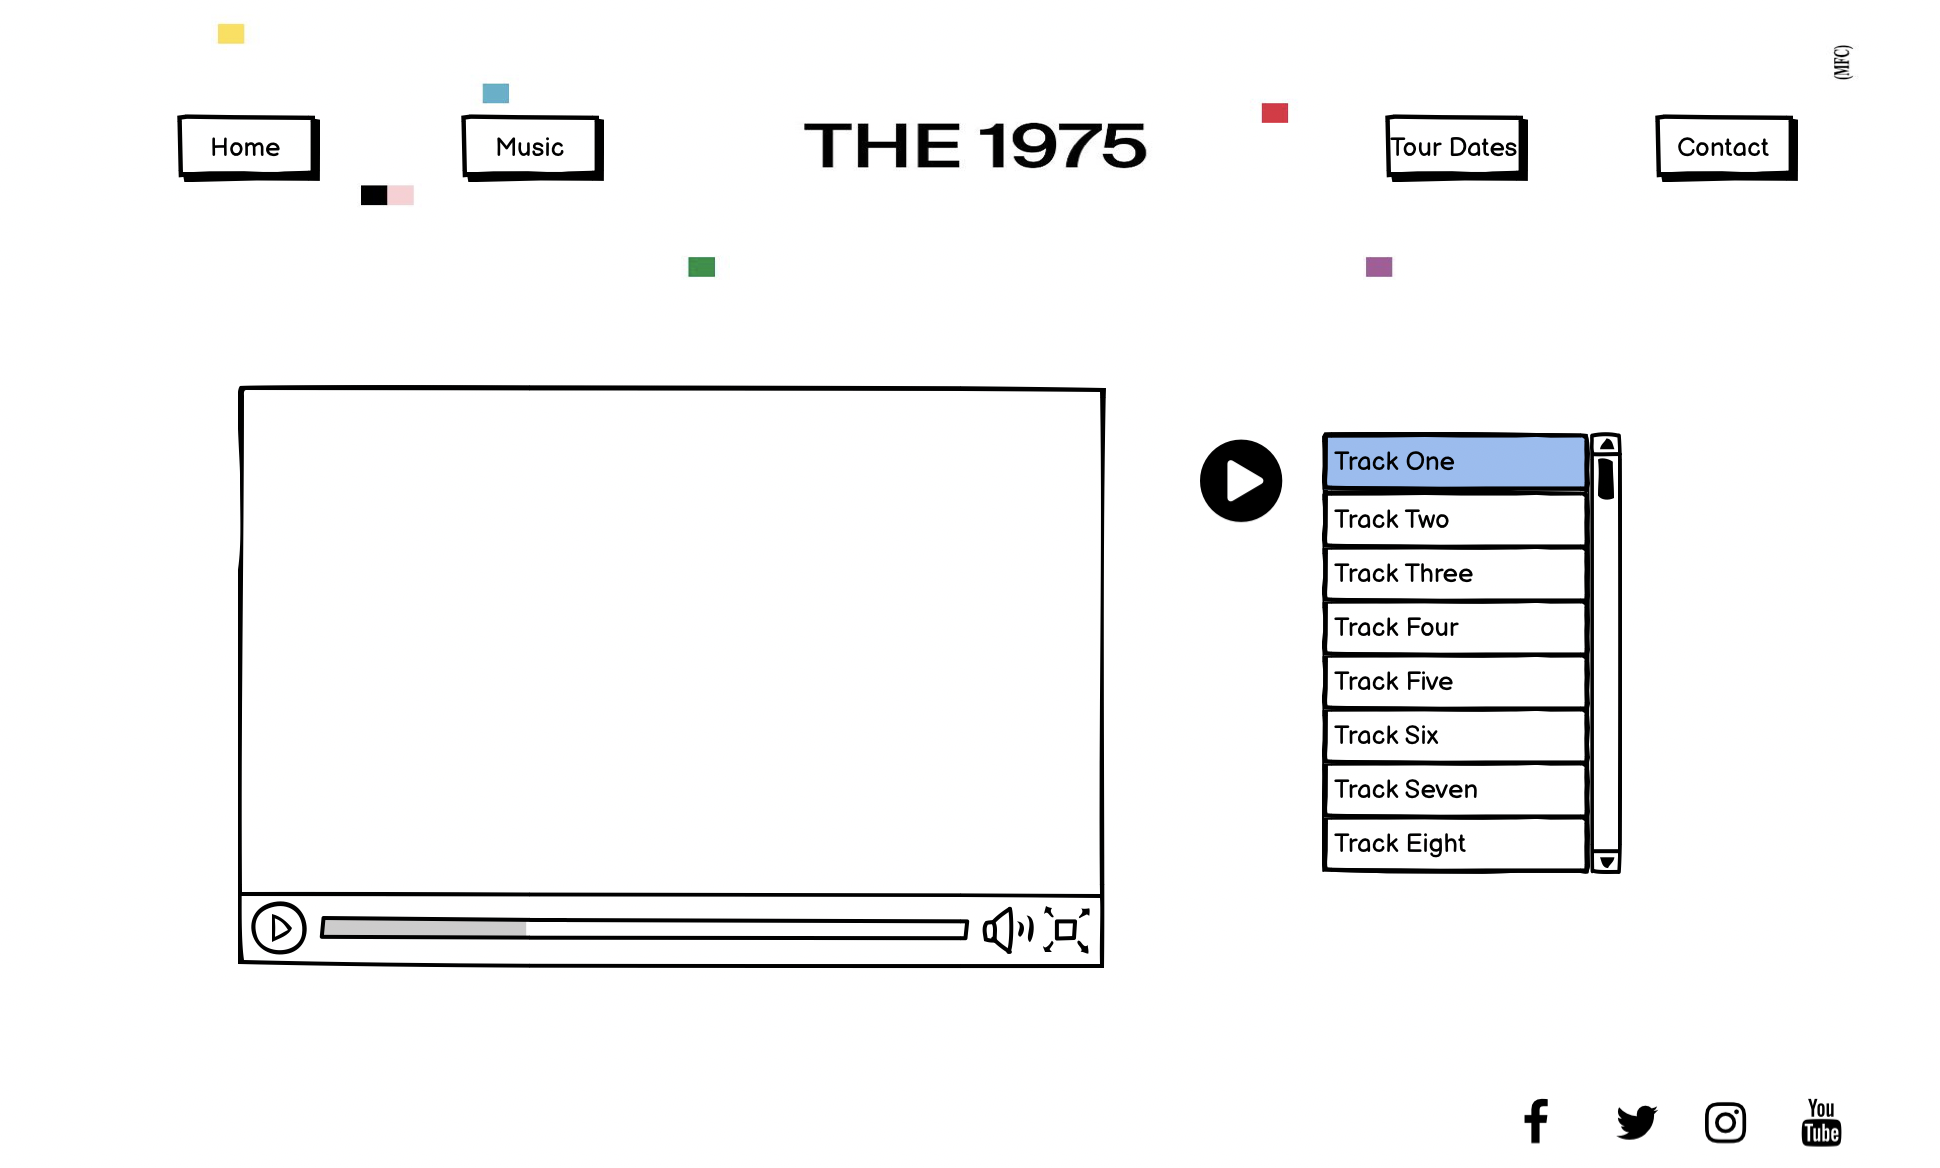 (MFC)
Home
Music
THE 1975
Tour Dates
Contact
Track One
Track Two
Track Three
Track Four
Track Five
Track Six
Track Seven
Track Eight
You
Tube